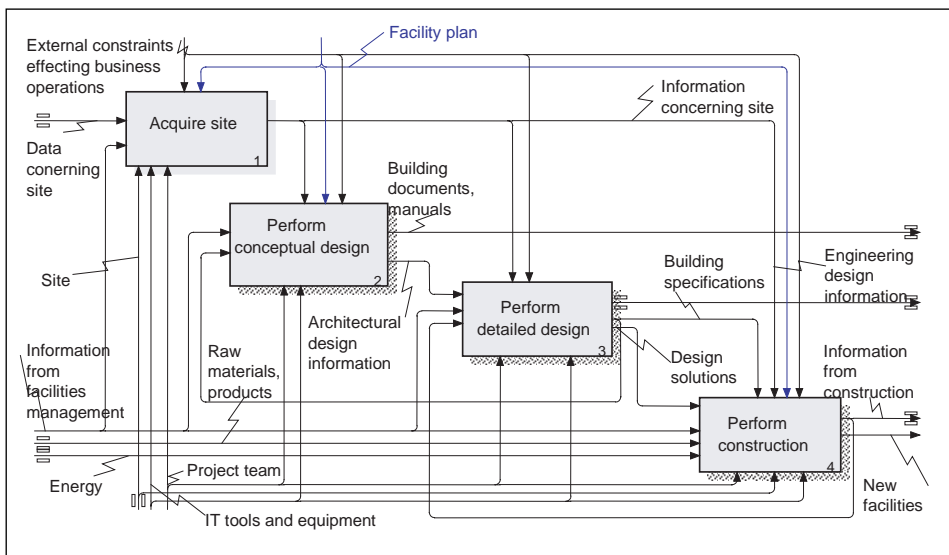 External constraints
effecting business
operations
Facility plan
Acquire site
1
Information
concerning site
Data
conerning
site
Building
documents,
manuals
Perform
conceptual design
2
Site
Building
specifications
Engineering
design
information
Perform
detailed design
3
Architectural
design
information
Information
from
facilities
management
Raw
materials,
products
Design
solutions
Information
from
construction
Perform
construction
4
Energy
Project team
IT tools and equipment
New
facilities